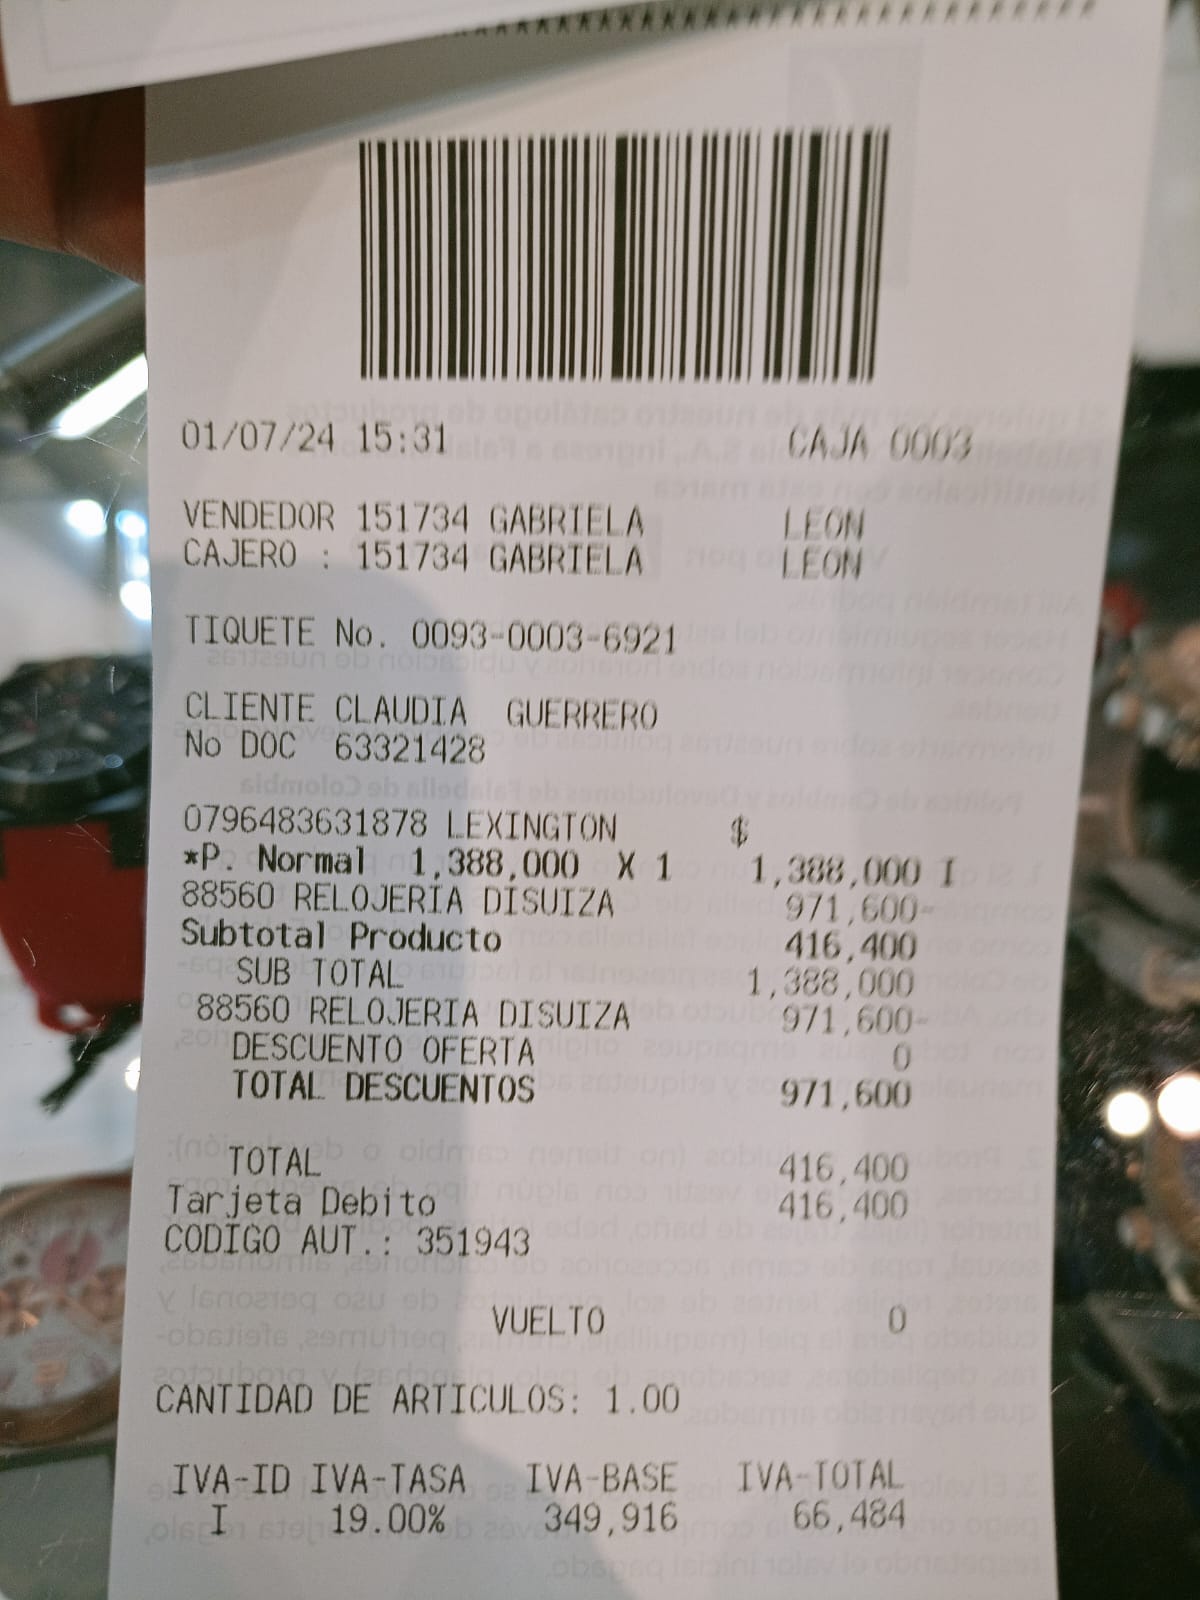 01/07/24 15:31 CAJA 0003
VENDEDOR 151734 GABRIELA LEON
CAJERO : 151734 GABRIELA LEON
TIQUETE No. 0093-0003-6921
CLIENTE CLAUDIA GUERRERO
No DOC 63321428
0796483631878 LEXINGTON $
*P. Normal 1,388,000 X 1 1,388,000 I
88560 RELOJERIA DISUIZA 971,600-
Subtotal Producto 416,400
SUB TOTAL 1,388,000
88560 RELOJERIA DISUIZA 971,600-
DESCUENTO OFERTA 0
TOTAL DESCUENTOS 971,600
TOTAL 416,400
Tarjeta Debito 416,400
CODIGO AUT.: 351943
VUELTO 0
CANTIDAD DE ARTICULOS: 1.00
IVA-ID IVA-TASA IVA-BASE IVA-TOTAL
I 19.00% 349,916 66,484